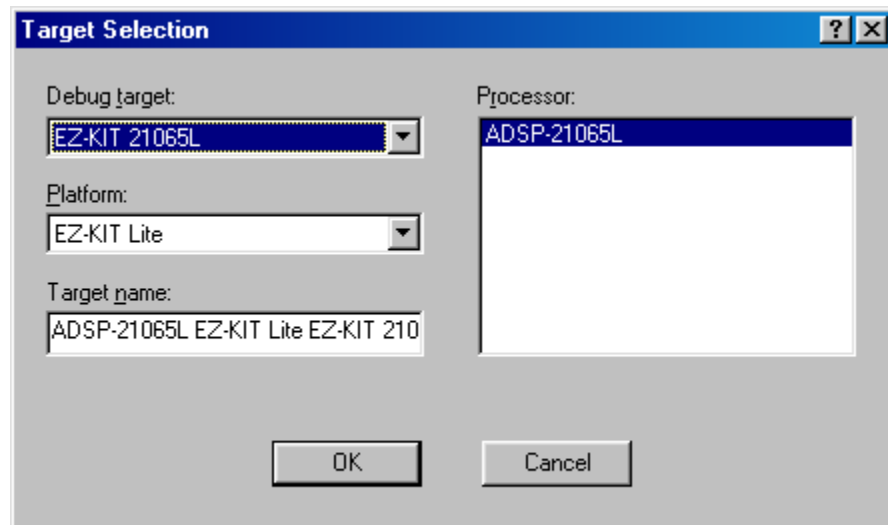 Target Selection
Debug target:
EZ-KIT 21065L
Platform:
EZ-KIT Lite
Target name:
ADSP-21065L EZ-KIT Lite EZ-KIT 210
Processor:
ADSP-21065L
OK
Cancel